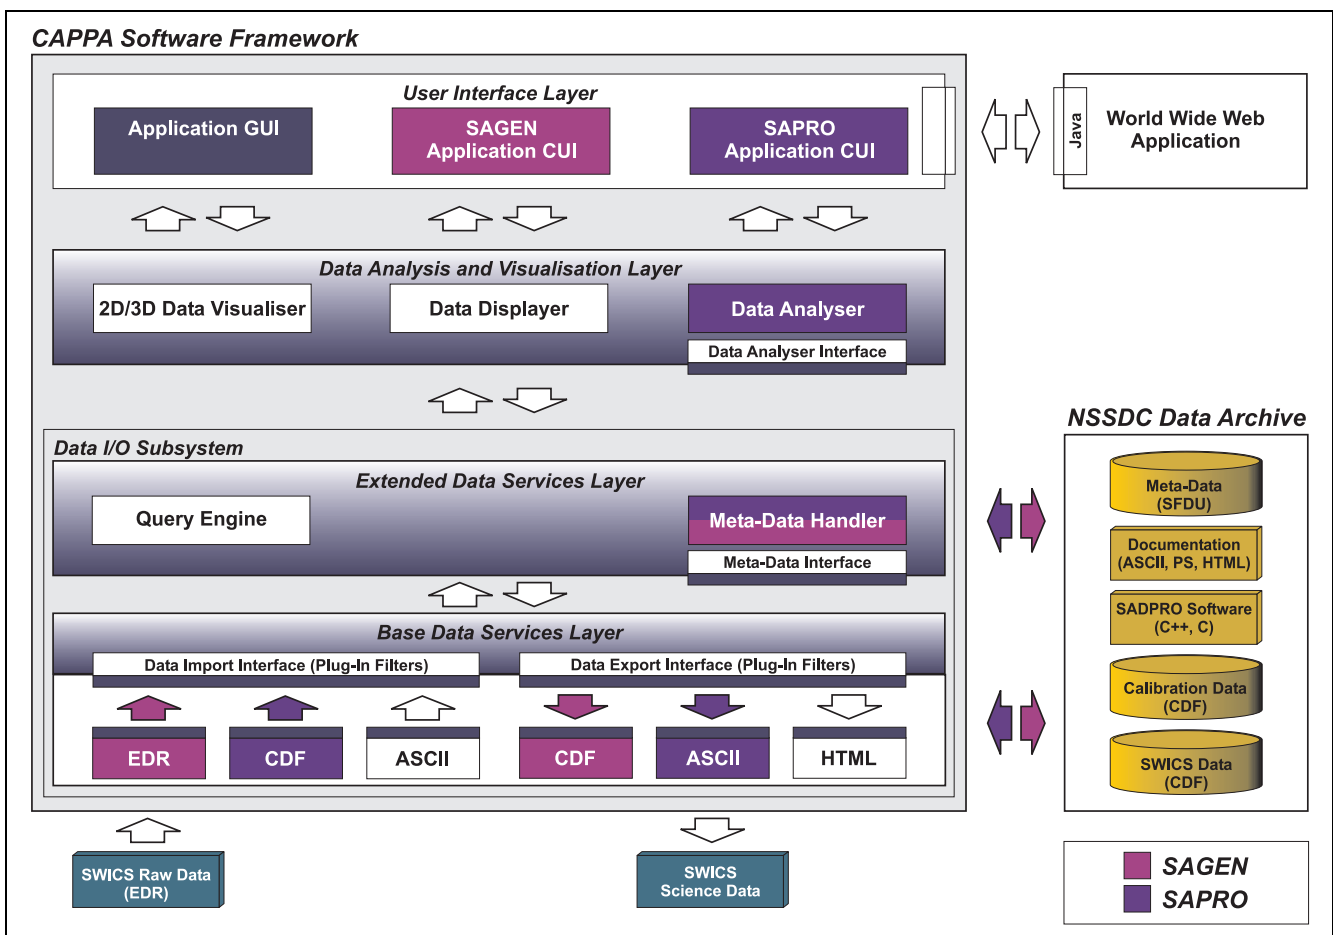 CAPPA Software Framework
User Interface Layer
Application GUI
SAGEN
Application CUI
SAPRO
Application CUI
Java
World Wide Web
Application
Data Analysis and Visualisation Layer
2D/3D Data Visualiser
Data Displayer
Data Analyser
Data Analyser Interface
Data I/O Subsystem
Extended Data Services Layer
Query Engine
Meta-Data Handler
Meta-Data Interface
Base Data Services Layer
Data Import Interface (Plug-In Filters)
Data Export Interface (Plug-In Filters)
EDR
CDF
ASCII
CDF
ASCII
HTML
SWICS Raw Data
(EDR)
SWICS
Science Data
NSSDC Data Archive
Meta-Data
(SFDU)
Documentation
(ASCII, PS, HTML)
SADPRO Software
(C++, C)
Calibration Data
(CDF)
SWICS Data
(CDF)
SAGEN
SAPRO